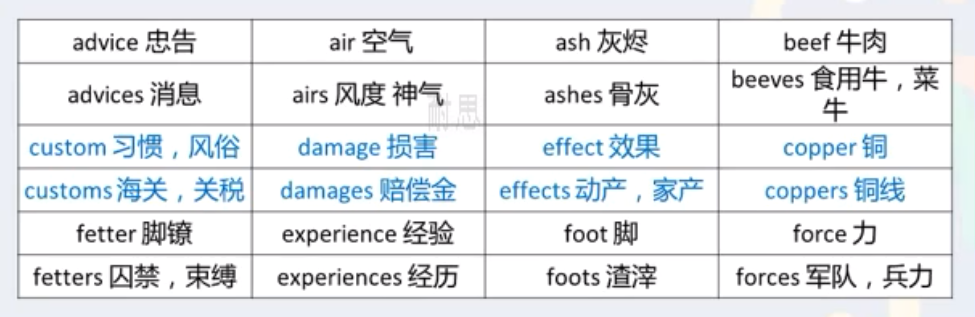 advice 忠告 air 空气 ash 灰烬 beef 牛肉
advices 消息 airs 风度 神气 ashes 骨灰 beeves 食用牛，菜
牛
耐思
custom 习惯，风俗 damage 损害 effect 效果 copper 铜
customs 海关，关税 damages 赔偿金 effects 动产，家产 coppers 铜线
fetter 脚镣 experience 经验 foot 脚 force 力
fetters 囚禁，束缚 experiences 经历 foots 渣滓 forces 军队，兵力